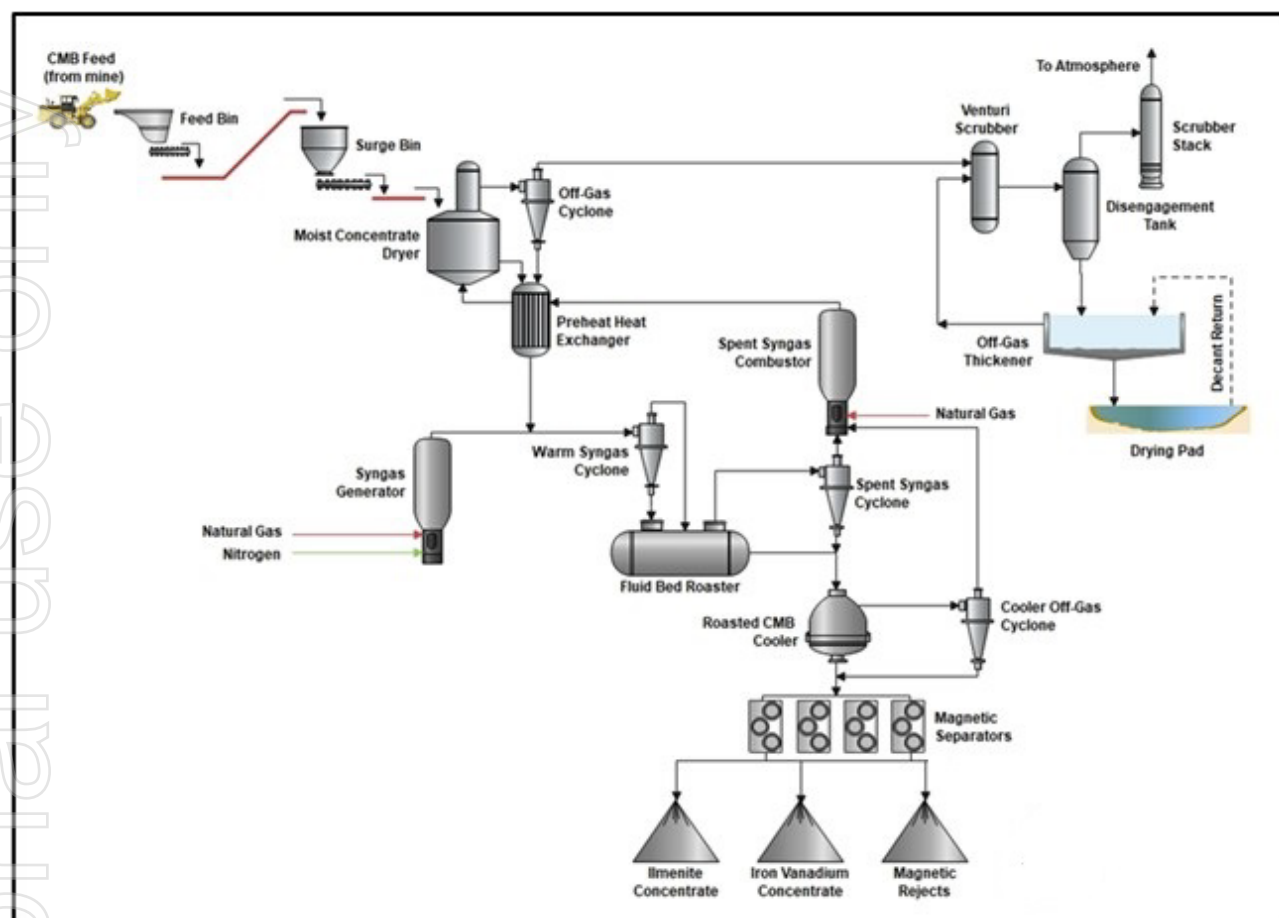 CMB Feed
(from mine)
Feed Bin
Surge Bin
Moist Concentrate
Dryer
Off-Gas
Cyclone
Preheat Heat
Exchanger
Venturi
Scrubber
To Atmosphere
Scrubber
Stack
Disengagement
Tank
Off-Gas
Thickener
Decant Return
Drying Pad
Spent Syngas
Combustor
Natural Gas
Warm Syngas
Cyclone
Syngas
Generator
Natural Gas
Nitrogen
Spent Syngas
Cyclone
Fluid Bed Roaster
Roasted CMB
Cooler
Cooler Off-Gas
Cyclone
Magnetic
Separators
Ilmenite
Concentrate
Iron Vanadium
Concentrate
Magnetic
Rejects